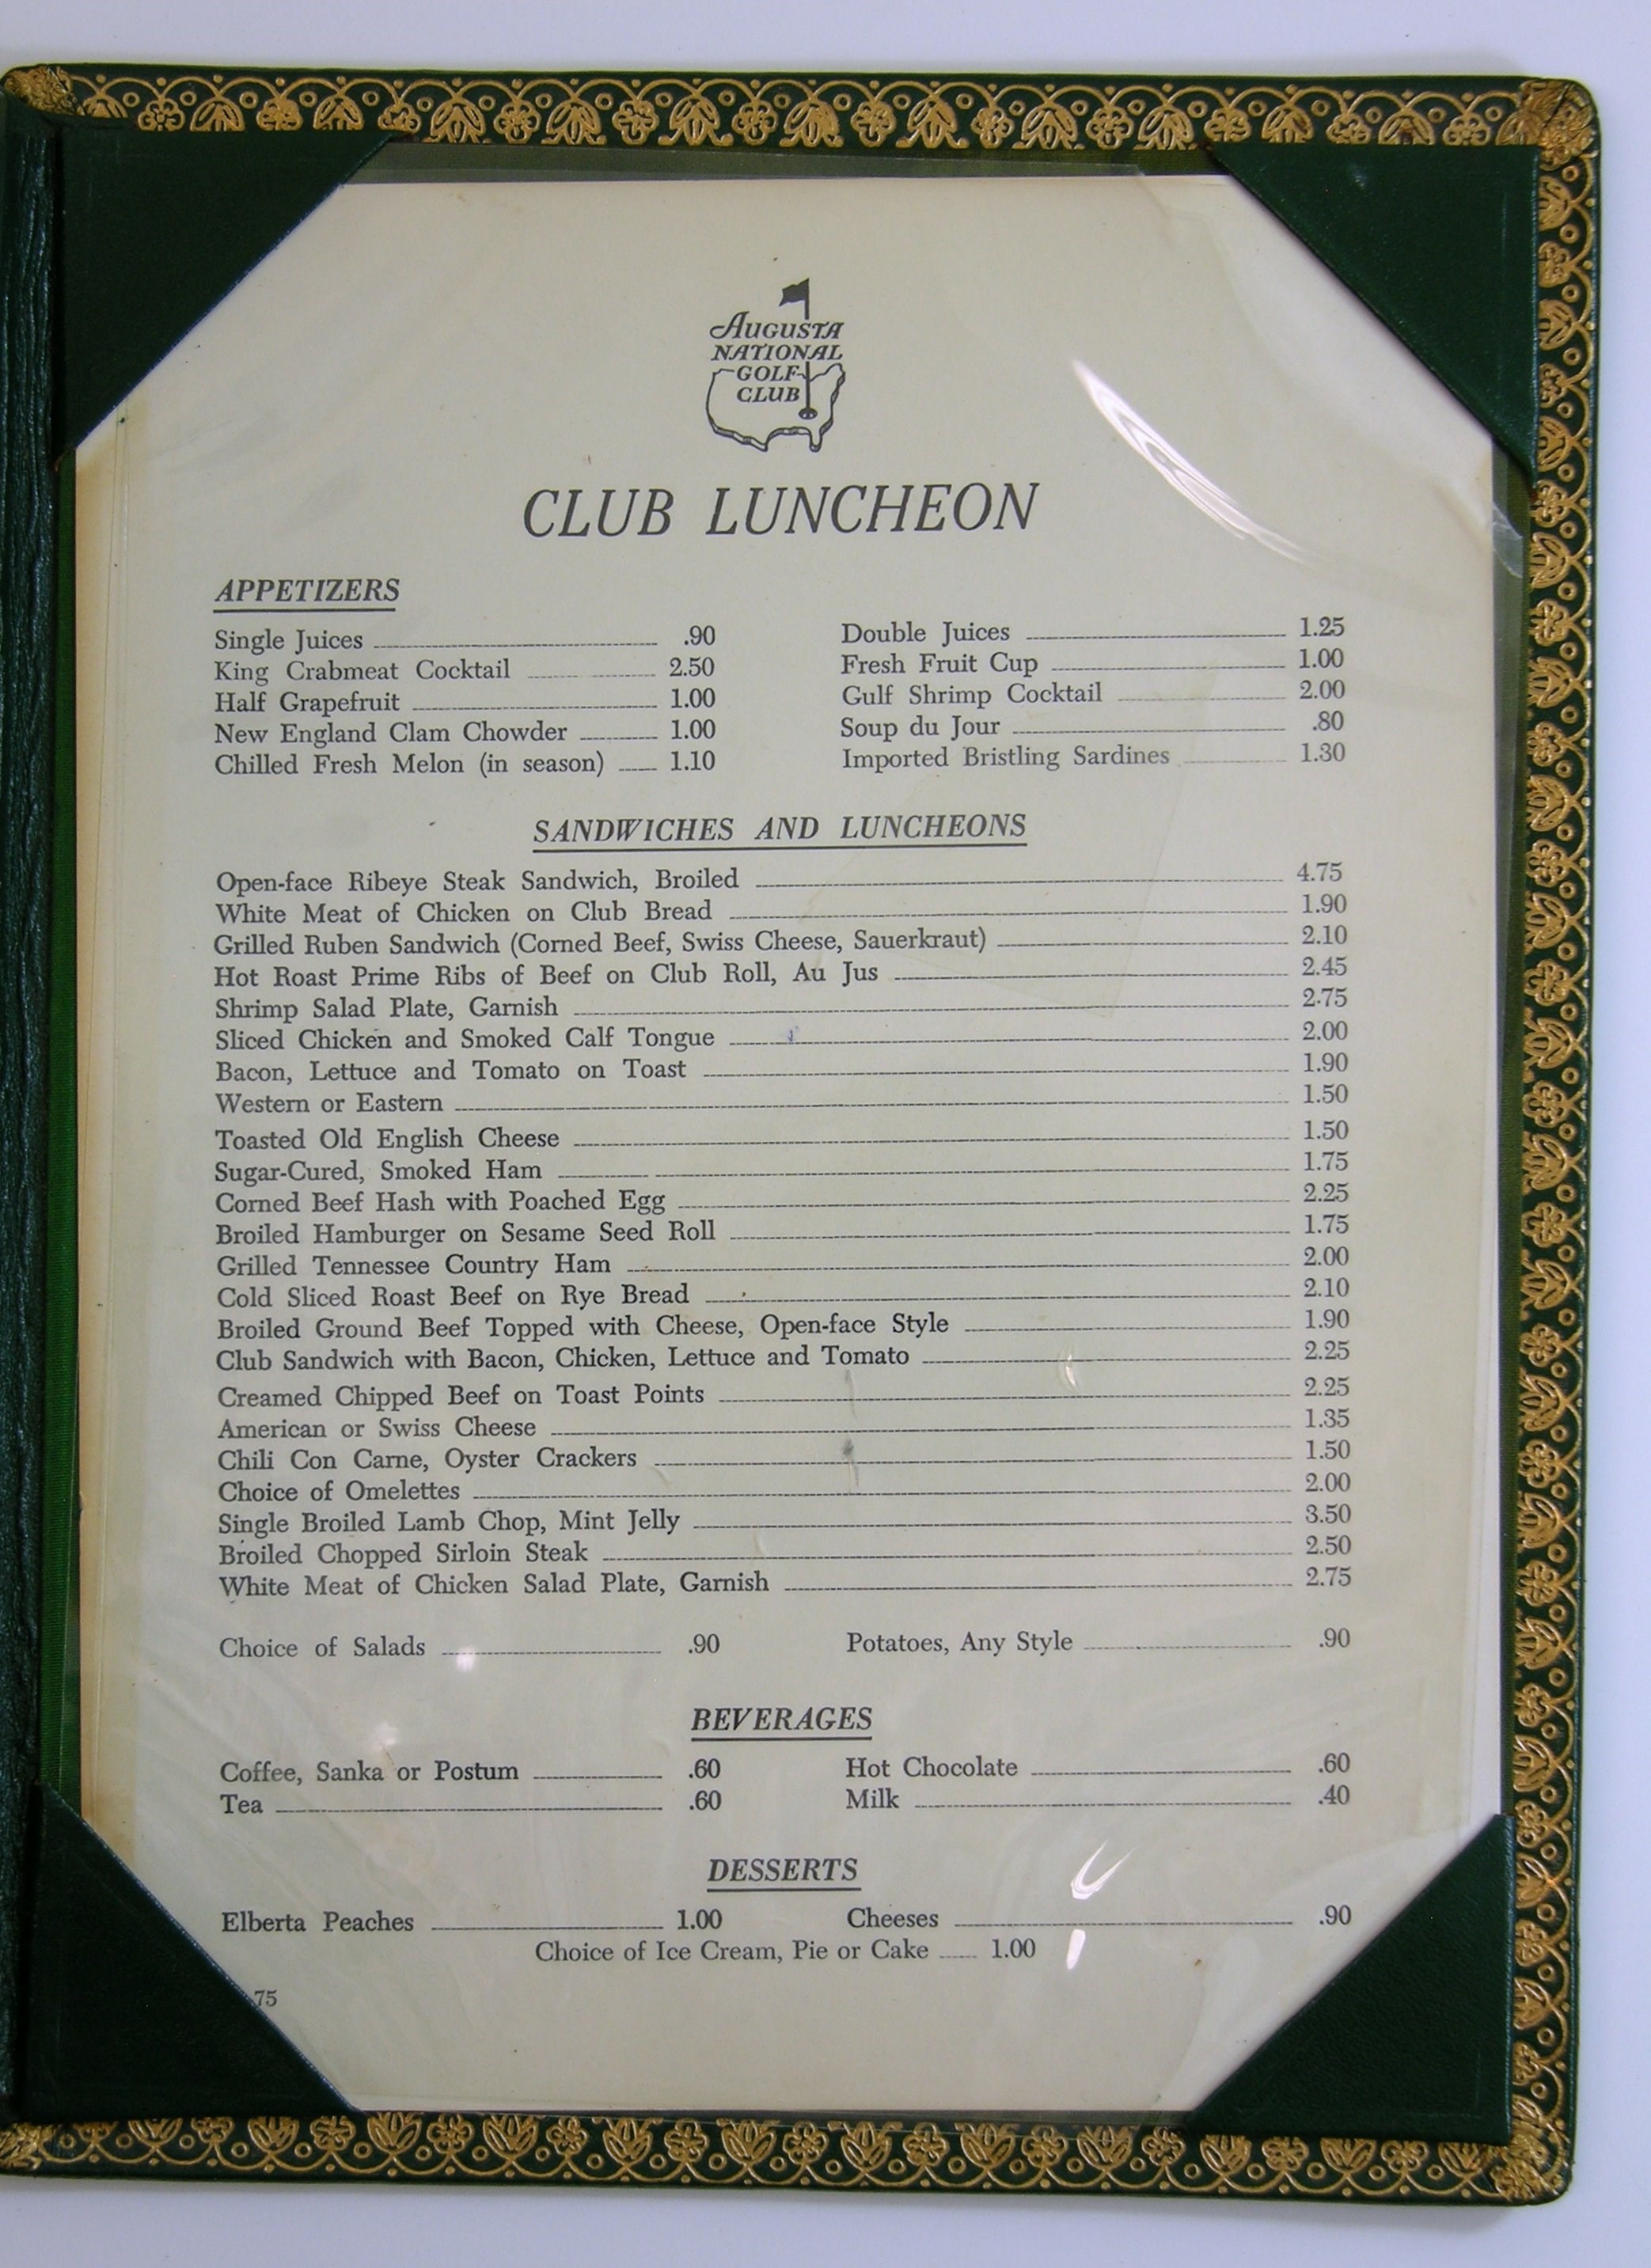 Augusta
NATIONAL
GOLF
CLUB
CLUB LUNCHEON
APPETIZERS
Single Juices .90
King Crabmeat Cocktail 2.50
Half Grapefruit 1.00
New England Clam Chowder 1.00
Chilled Fresh Melon (in season) 1.10
Double Juices 1.25
Fresh Fruit Cup 1.00
Gulf Shrimp Cocktail 2.00
Soup du Jour .80
Imported Bristling Sardines 1.30
SANDWICHES AND LUNCHEONS
Open-face Ribeye Steak Sandwich, Broiled 4.75
White Meat of Chicken on Club Bread 1.90
Grilled Ruben Sandwich (Corned Beef, Swiss Cheese, Sauerkraut) 2.10
Hot Roast Prime Ribs of Beef on Club Roll, Au Jus 2.45
Shrimp Salad Plate, Garnish 2.75
Sliced Chicken and Smoked Calf Tongue 2.00
Bacon, Lettuce and Tomato on Toast 1.90
Western or Eastern 1.50
Toasted Old English Cheese 1.50
Sugar-Cured, Smoked Ham 1.75
Corned Beef Hash with Poached Egg 2.25
Broiled Hamburger on Sesame Seed Roll 1.75
Grilled Tennessee Country Ham 2.00
Cold Sliced Roast Beef on Rye Bread 2.10
Broiled Ground Beef Topped with Cheese, Open-face Style 1.90
Club Sandwich with Bacon, Chicken, Lettuce and Tomato 2.25
Creamed Chipped Beef on Toast Points 2.25
American or Swiss Cheese 1.35
Chili Con Carne, Oyster Crackers 1.50
Choice of Omelettes 2.00
Single Broiled Lamb Chop, Mint Jelly 3.50
Broiled Chopped Sirloin Steak 2.50
White Meat of Chicken Salad Plate, Garnish 2.75
Choice of Salads .90
Potatoes, Any Style .90
BEVERAGES
Coffee, Sanka or Postum .60
Tea .60
Hot Chocolate .60
Milk .40
DESSERTS
Elberta Peaches 1.00
Cheeses .90
Choice of Ice Cream, Pie or Cake 1.00
75